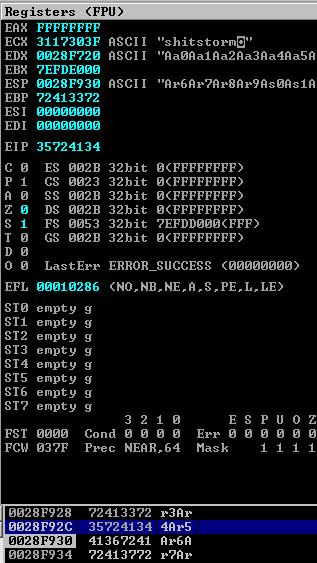 Registers (FPU)
EAX FFFFFFFF
ECX 3117303F ASCII "shitstorm
EDX 0028F720 ASCII "Aa0Aa1Aa2Aa3Aa4Aa5A
EBX 7EFDE000
ESP 0028F930 ASCII "Ar6Ar7Ar8Ar9As0As1A
EBP 72413372
ESI 00000000
EDI 00000000
EIP 35724134
C 0 ES 002B 32bit 0(FFFFFFFF)
P 1 CS 0023 32bit 0(FFFFFFFF)
A 0 SS 002B 32bit 0(FFFFFFFF)
Z 0 DS 002B 32bit 0(FFFFFFFF)
S 1 FS 0053 32bit 7EFDD000(FFF)
T 0 GS 002B 32bit 0(FFFFFFFF)
D 0
O 0 LastErr ERROR_SUCCESS (00000000)
EFL 00010286 (NO,NB,NE,A,S,PE,L,LE)
ST0 empty g
ST1 empty g
ST2 empty g
ST3 empty g
ST4 empty g
ST5 empty g
ST6 empty g
ST7 empty g
3 2 1 0 E S P U O Z
FST 0000 Cond 0 0 0 0 Err 0 0 0 0 0 0
FCW 037F Prec NEAR,64 Mask 1 1 1 1
0028F928 72413372 r3Ar
0028F92C 35724134 4Ar5
0028F930 41367241 Ar6A
0028F934 72413772 r7Ar